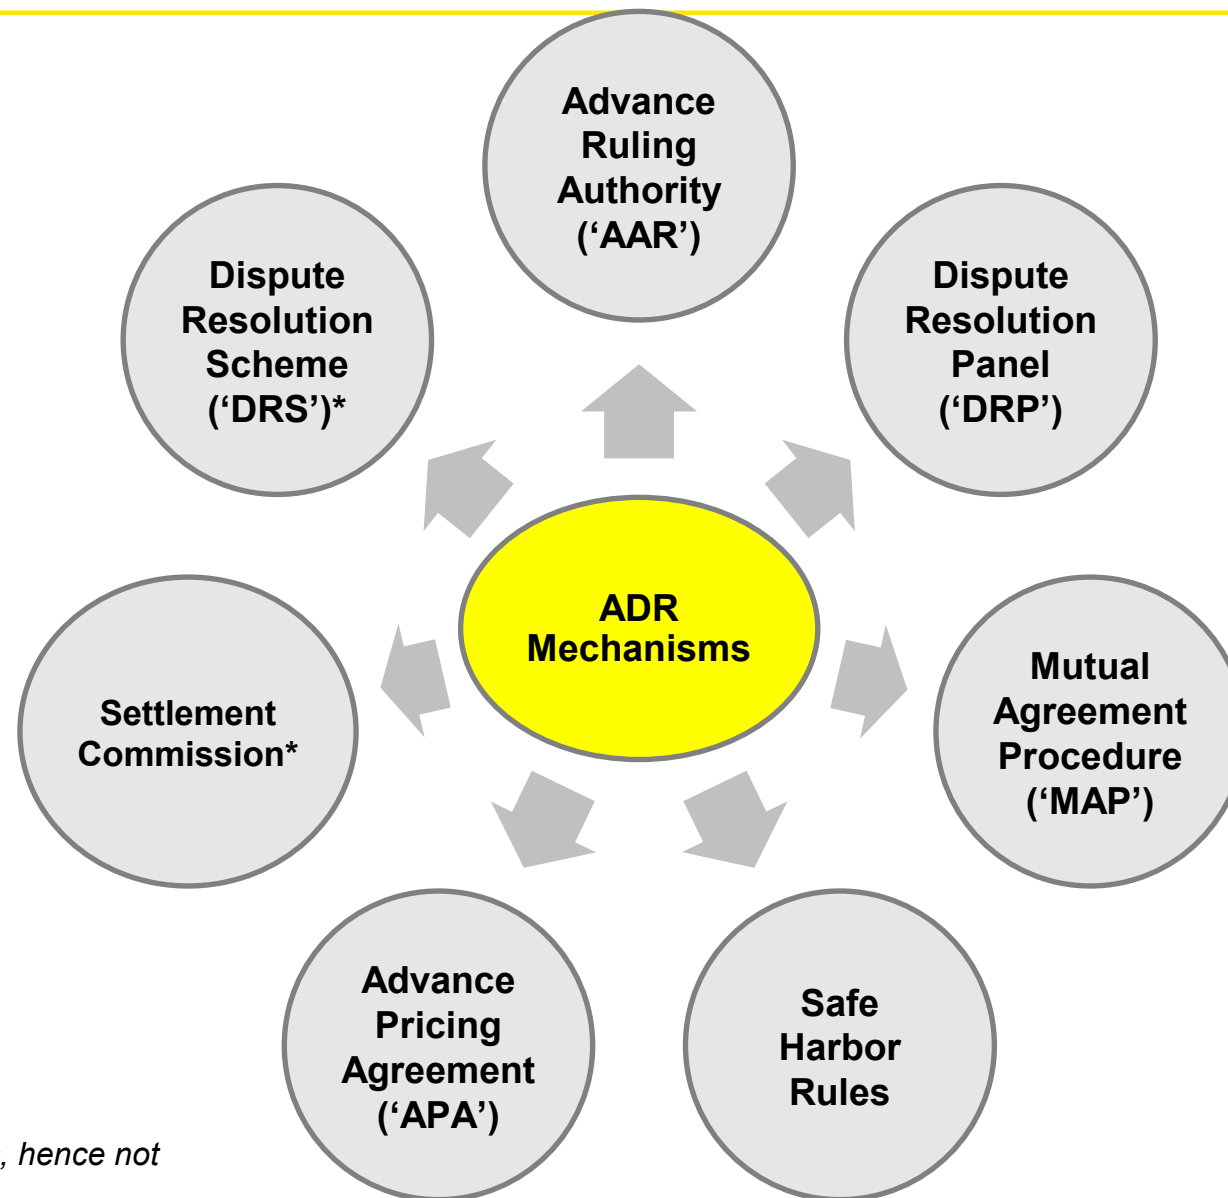 Advance
Ruling
Authority
(‘AAR’)
Dispute
Resolution
Scheme
(‘DRS’)*
Dispute
Resolution
Panel
(‘DRP’)
ADR
Mechanisms
Settlement
Commission*
Mutual
Agreement
Procedure
(‘MAP’)
Advance
Pricing
Agreement
(‘APA’)
Safe
Harbor
Rules
, hence not